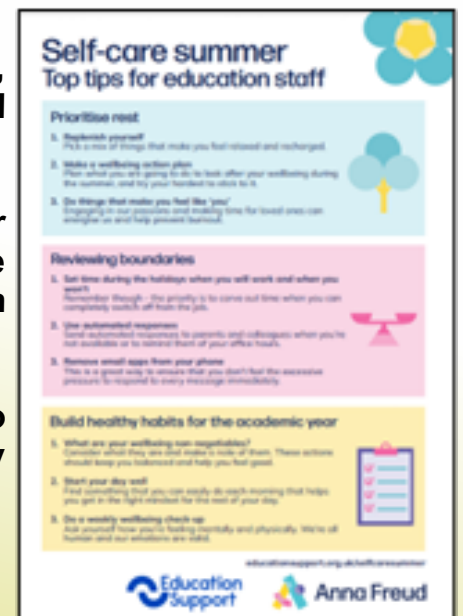 Self-care summer
Top tips for education staff
Prioritise rest
1. Replenish yourself
Pick a mix of things that make you feel relaxed and recharged.
2. Make a wellbeing action plan
Plan what you are going to do to look after your wellbeing during
the summer, and try your hardest to stick to it.
3. Do things that make you feel like 'you'
Engaging in our passions and making time for loved ones can
energise us and help prevent burnout.
Reviewing boundaries
1. Set time during the holidays when you will work and when you
won't
Remember though - the priority is to carve out time when you can
completely switch off from the job.
2. Use automated responses
Send automated responses to parents and colleagues when you're
not available or to remind them of your office hours.
3. Remove email apps from your phone
This is a great way to ensure that you don't feel the excessive
pressure to respond to every message immediately.
Build healthy habits for the academic year
1. What are your wellbeing non negotiables?
Consider what they are and make a note of them. These actions
should keep you balanced and help you feel good.
2. Start your day well
Find something that you can easily do each morning that helps
you get in the right mindset for the rest of your day.
3. Do a weekly wellbeing check-up
Ask yourself how you're feeling mentally and physically. We're all
human and our emotions are valid.
educationsupport.org.uk/selfcaresummer
Education
Support
Anna Freud